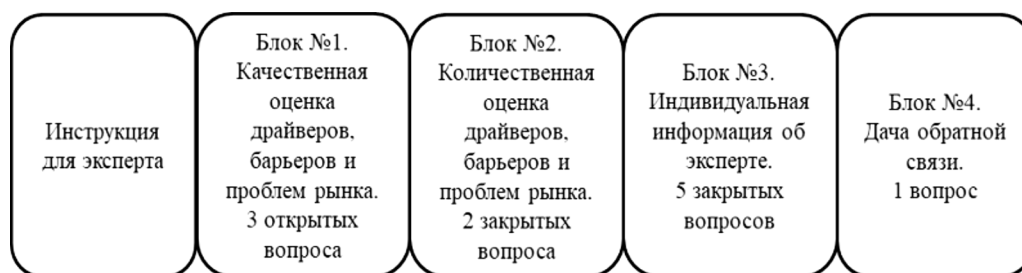 Инструкция
для эксперта
Блок №1.
Качественная
оценка
драйверов,
барьеров и
проблем рынка.
3 открытых
вопроса
Блок №2.
Количественная
оценка
драйверов,
барьеров и
проблем рынка.
2 закрытых
вопроса
Блок №3.
Индивидуальная
информация об
эксперте.
5 закрытых
вопросов
Блок №4.
Дача обратной
связи.
1 вопрос